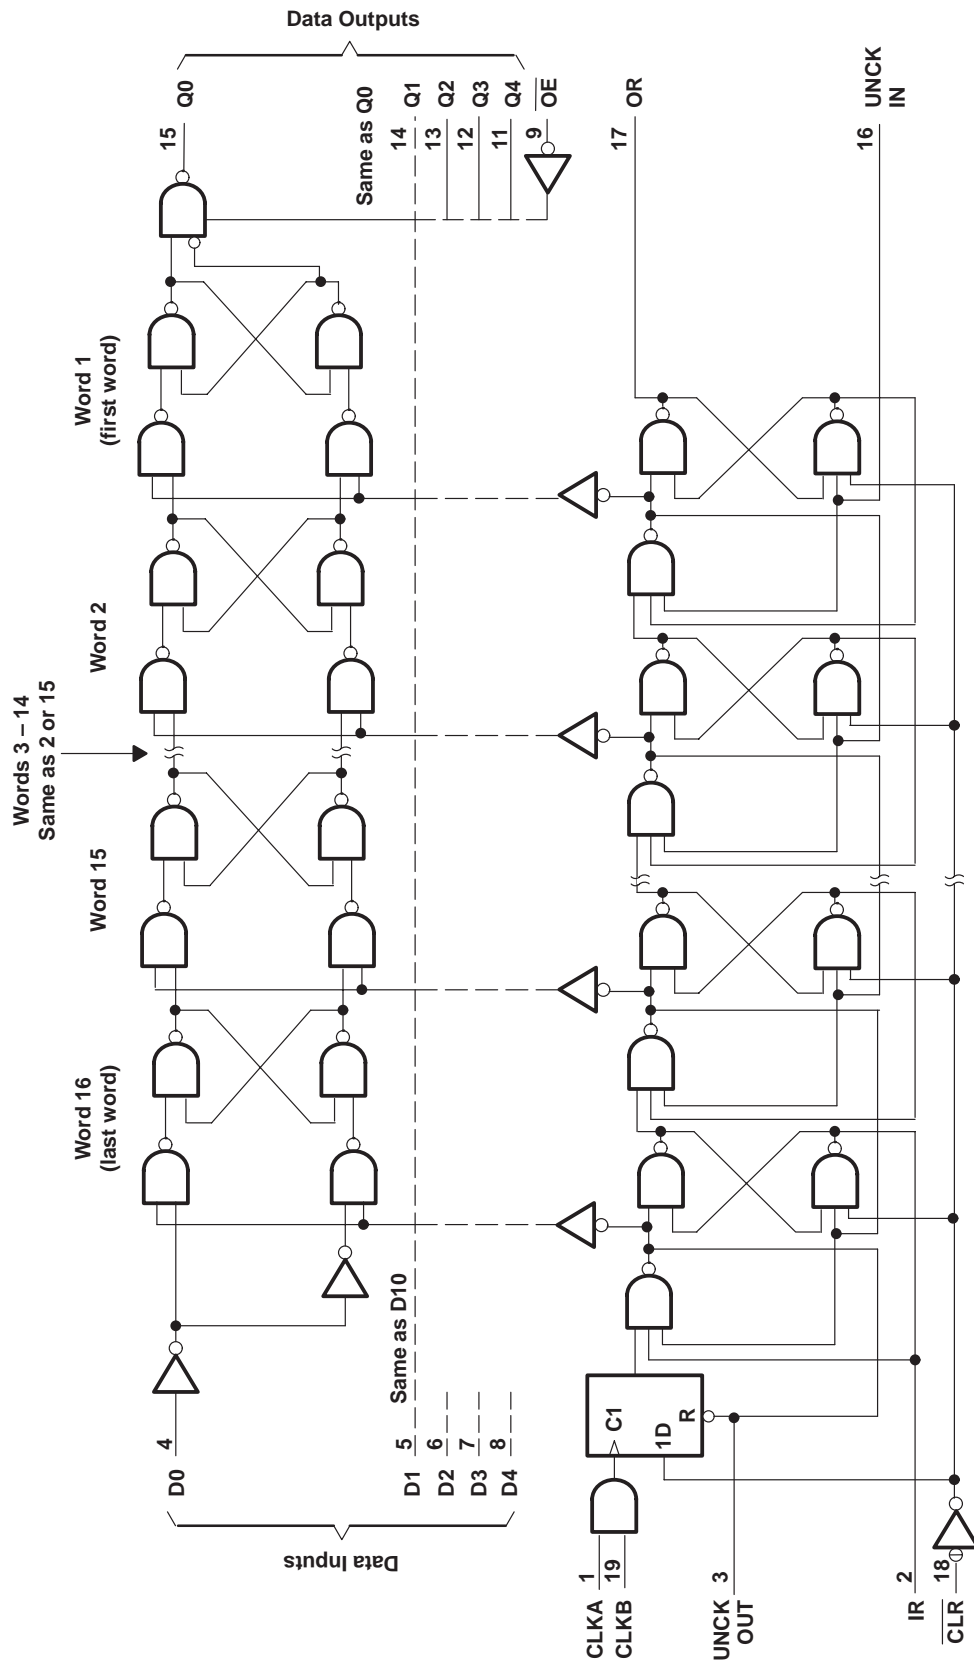 Data Inputs
D0 4
D1 5
D2 6
D3 7
D4 8
Same as D10
CLKA 1
CLKB 19
UNCK OUT 3
IR 2
CLR 18
C1
1D
R
Word 16
(last word)
Word 15
Words 3 – 14
Same as 2 or 15
Word 2
Word 1
(first word)
Data Outputs
15 Q0
Same as Q0
14 Q1
13 Q2
12 Q3
11 Q4
9 OE
17 OR
16 UNCK IN